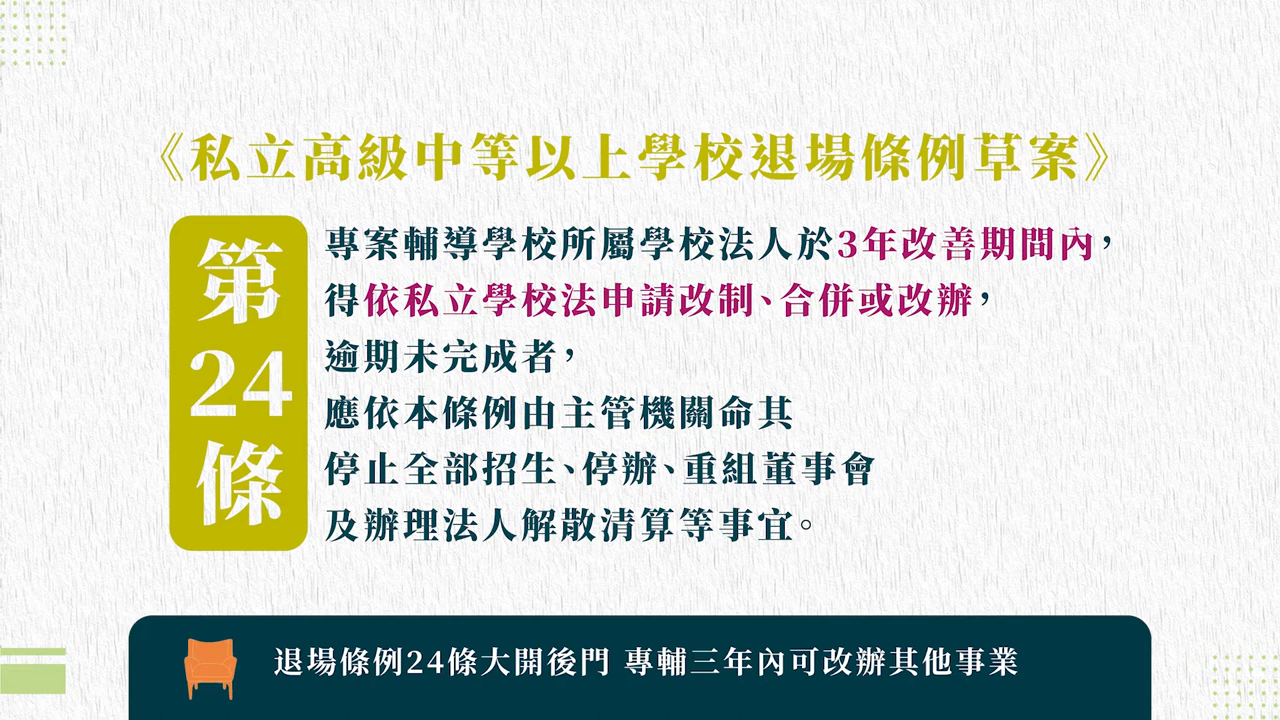 《私立高級中等以上學校退場條例草案》
第24條
專案輔導學校所屬學校法人於3年改善期間內，
得依私立學校法申請改制、合併或改辦，
逾期未完成者，
應依本條例由主管機關命其
停止全部招生、停辦、重組董事會
及辦理法人解散清算等事宜。
退場條例24條大開後門 專輔三年內可改辦其他事業